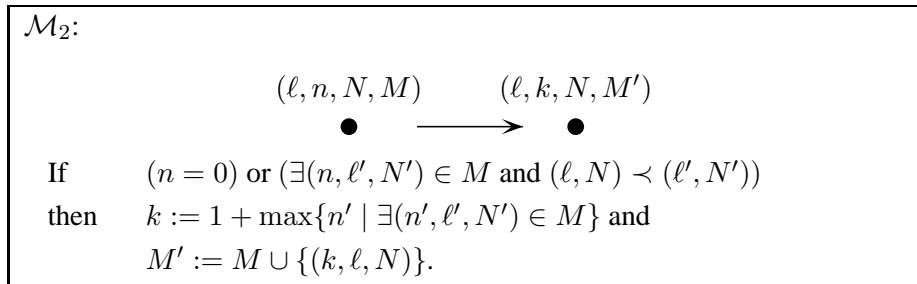 ℳ₂:
(ℓ, n, N, M) (ℓ, k, N, M′)
If (n = 0) or (∃(n, ℓ′, N′) ∈ M and (ℓ, N) ≺ (ℓ′, N′))
then k := 1 + max{n′ | ∃(n′, ℓ′, N′) ∈ M} and
M′ := M ∪ {(k, ℓ, N)}.